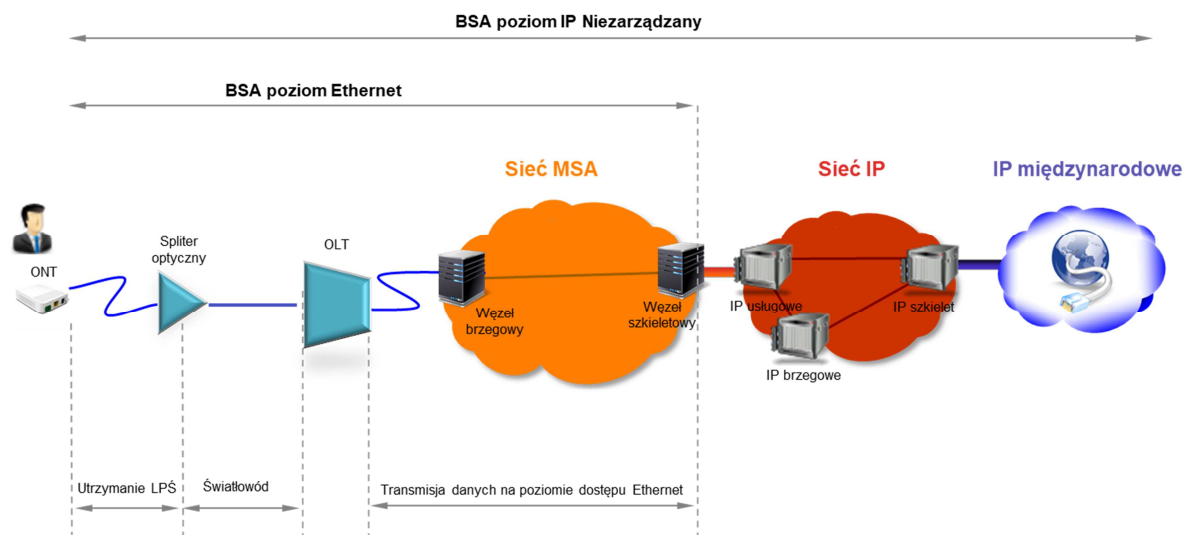 BSA poziom IP Niezarządzany
BSA poziom Ethernet
Sieć MSA
Sieć IP
IP międzynarodowe
ONT
Spliter
optyczny
OLT
Węzeł
brzegowy
Węzeł
szkieletowy
IP usługowe
IP szkielet
IP brzegowe
Utrzymanie LPŚ
Światłowód
Transmisja danych na poziomie dostępu Ethernet